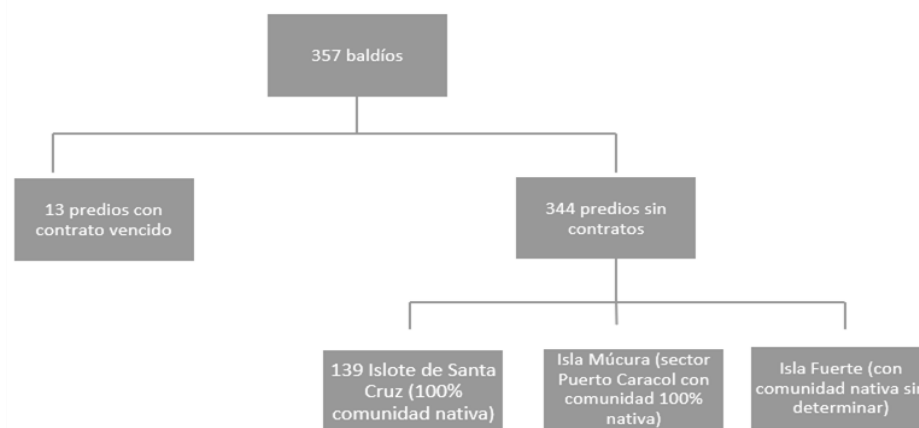 357 baldíos
13 predios con
contrato vencido
344 predios sin
contratos
139 Islote de Santa
Cruz (100%
comunidad nativa)
Isla Múcura (sector
Puerto Caracol con
comunidad 100%
nativa)
Isla Fuerte (con
comunidad nativa sin
determinar)